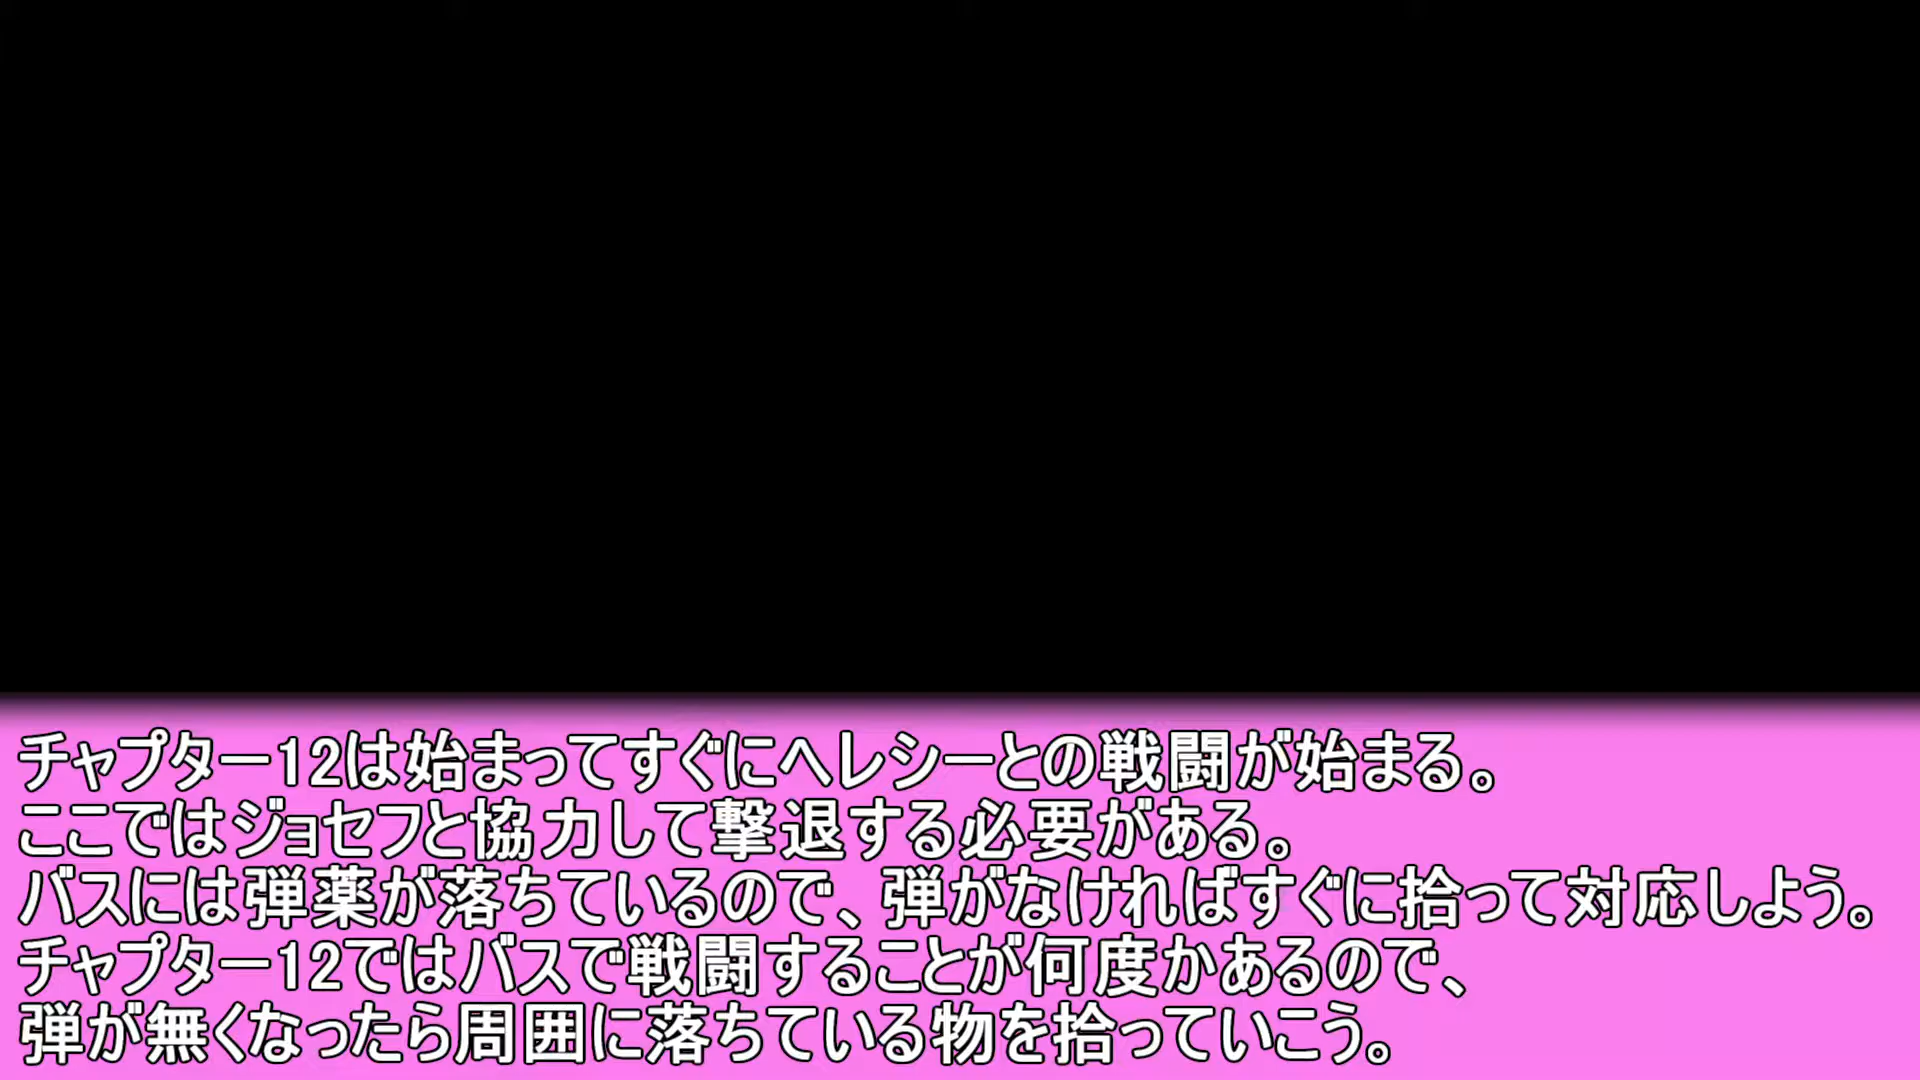 チャプター12は始まってすぐにヘレシーとの戦闘が始まる。
ここではジョセフと協力して撃退する必要がある。
バスには弾薬が落ちているので、弾がなければすぐに拾って対応しよう。
チャプター12ではバスで戦闘することが何度かあるので、
弾が無くなったら周囲に落ちている物を拾っていこう。